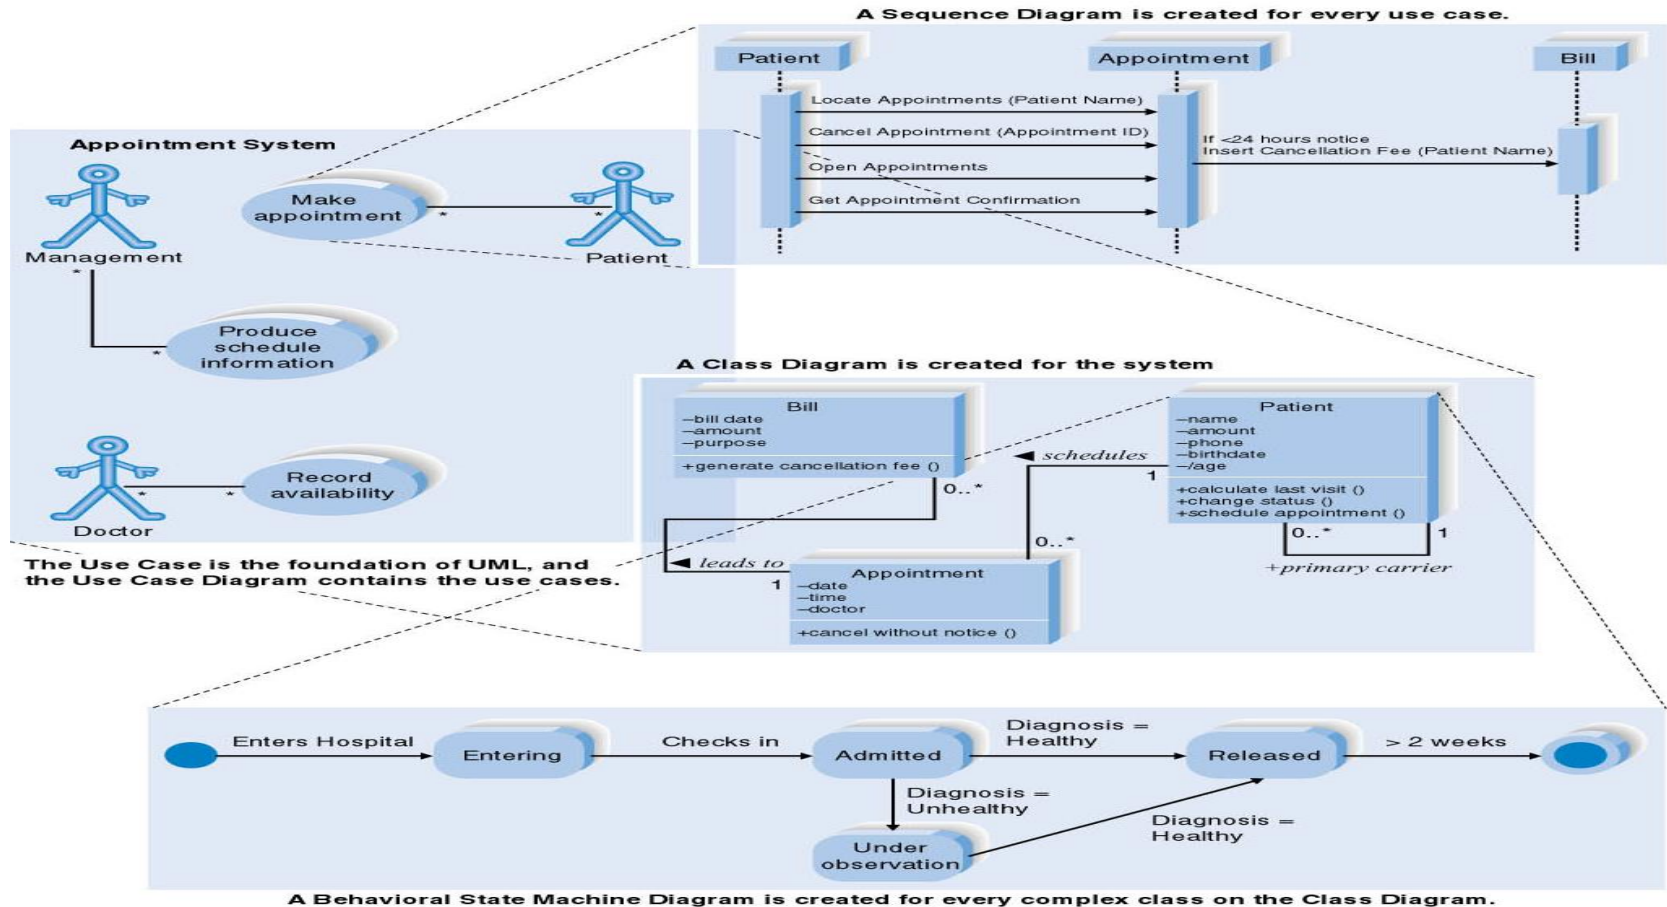 A Sequence Diagram is created for every use case.
Patient
Appointment
Bill
Locate Appointments (Patient Name)
Cancel Appointment (Appointment ID)
If <24 hours notice
Insert Cancellation Fee (Patient Name)
Open Appointments
Get Appointment Confirmation
Appointment System
Make
appointment
*
*
Management
Patient
*
Produce
schedule
information
*
Record
availability
*
*
Doctor
The Use Case is the foundation of UML, and
the Use Case Diagram contains the use cases.
A Class Diagram is created for the system
Bill
–bill date
–amount
–purpose
+generate cancellation fee ()
0..*
schedules
1
Patient
–name
–amount
–phone
–birthdate
–/age
+calculate last visit ()
+change status ()
+schedule appointment ()
0..*
1
+primary carrier
0..*
leads to
1
Appointment
–date
–time
–doctor
+cancel without notice ()
Enters Hospital
Entering
Checks in
Admitted
Diagnosis =
Healthy
Released
> 2 weeks
Diagnosis =
Unhealthy
Diagnosis =
Healthy
Under
observation
A Behavioral State Machine Diagram is created for every complex class on the Class Diagram.